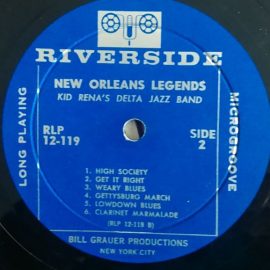 RIVERSIDE
NEW ORLEANS LEGENDS
KID RENA'S DELTA JAZZ BAND
LONG PLAYING
MICROGROOVE
RLP
12-119
SIDE
2
1. HIGH SOCIETY
2. GET IT RIGHT
3. WEARY BLUES
4. GETTYSBURG MARCH
5. LOWDOWN BLUES
6. CLARINET MARMALADE
(RLP 12-119 B)
BILL GRAUER PRODUCTIONS
NEW YORK CITY